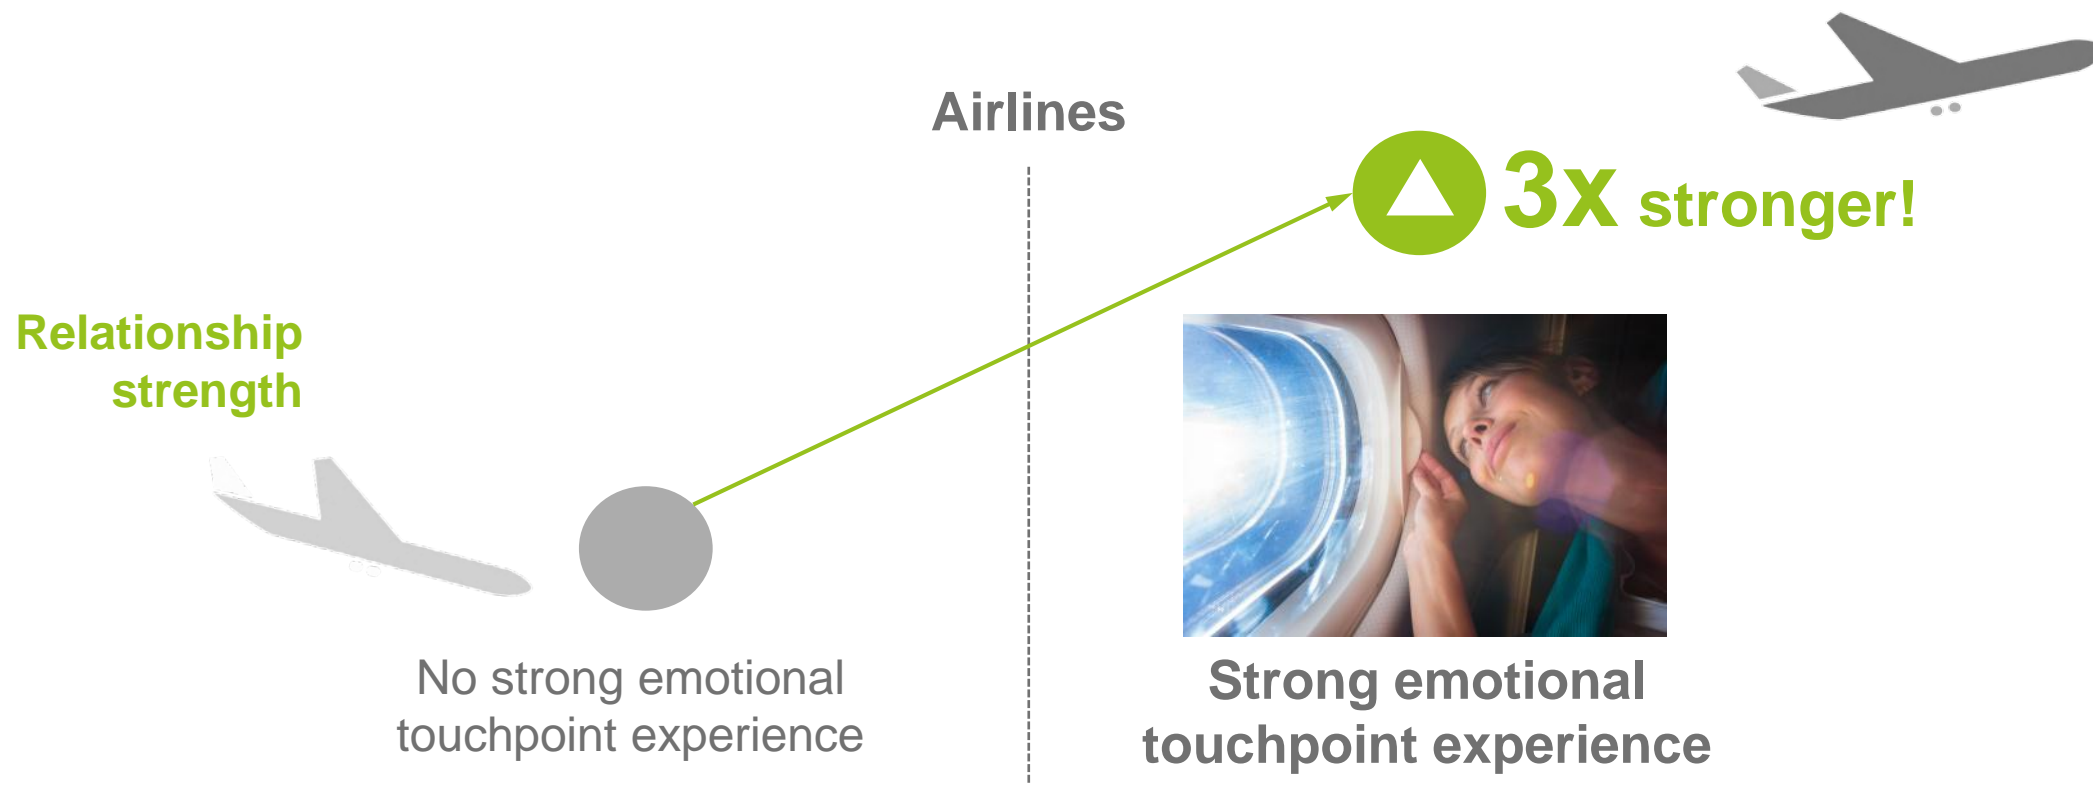 Airlines
3x stronger!
Relationship
strength
No strong emotional
touchpoint experience
Strong emotional
touchpoint experience